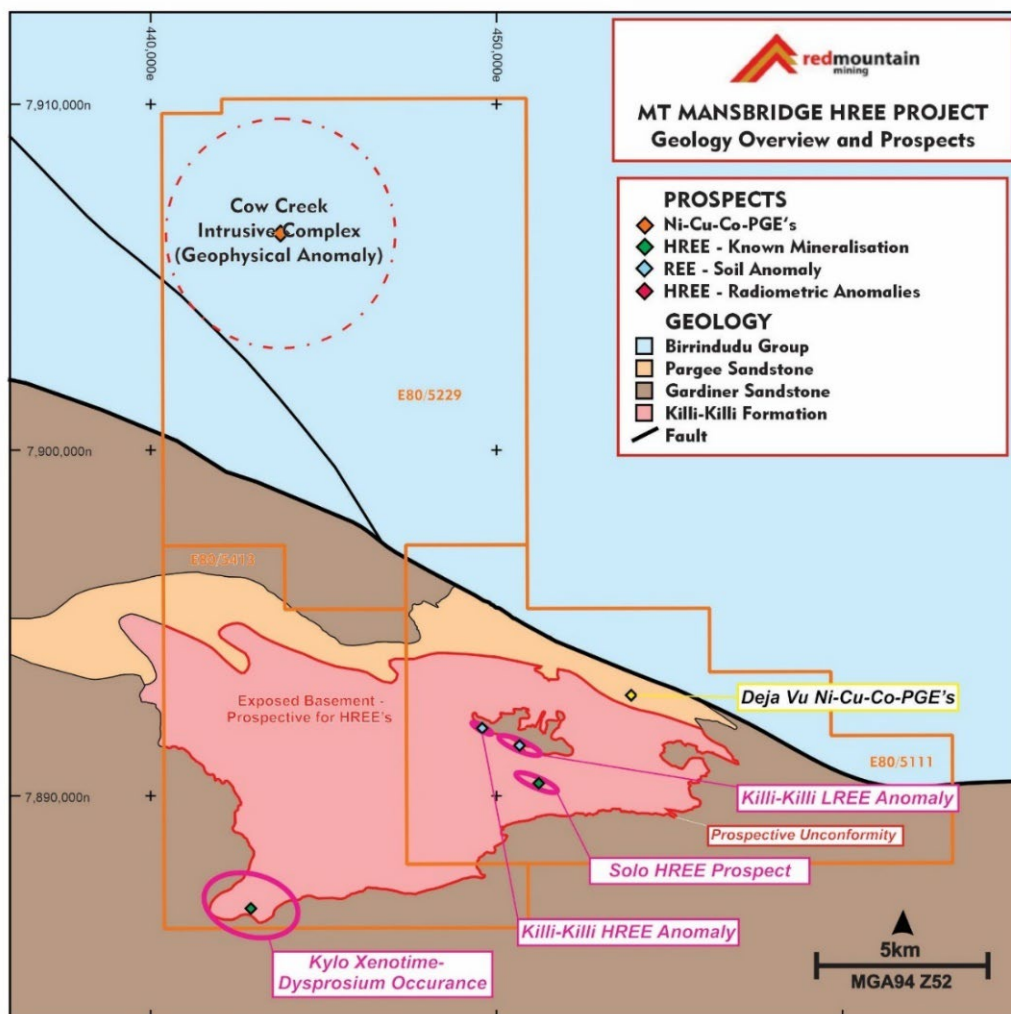 440,000e
450,000e
redmountain
mining
MT MANSBRIDGE HREE PROJECT
Geology Overview and Prospects
7,910,000n
PROSPECTS
Ni-Cu-Co-PGE's
HREE - Known Mineralisation
REE - Soil Anomaly
HREE - Radiometric Anomalies
GEOLOGY
Birrindudu Group
Pargee Sandstone
Gardiner Sandstone
Killi-Killi Formation
Fault
Cow Creek
Intrusive Complex
(Geophysical Anomaly)
E80/5229
7,900,000n
E80/5413
Exposed Basement -
Prospective for HREE's
Deja Vu Ni-Cu-Co-PGE's
E80/5111
7,890,000n
Killi-Killi LREE Anomaly
Prospective Unconformity
Solo HREE Prospect
Killi-Killi HREE Anomaly
Kylo Xenotime-
Dysprosium Occurance
5km
MGA94 Z52